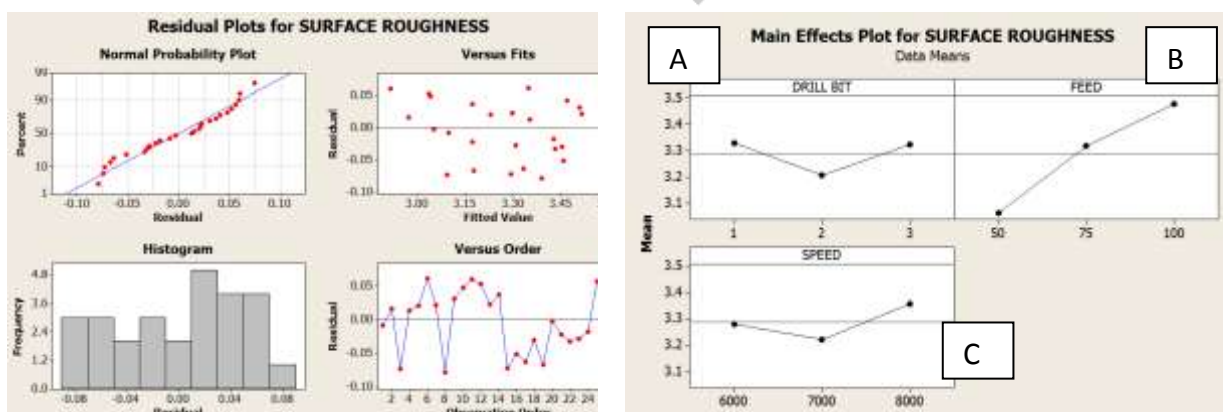 Residual Plots for SURFACE ROUGHNESS
Normal Probability Plot
Versus Fits
99
90
50
10
1
Percent
-0.10 -0.05 0.00 0.05 0.10
Residual
0.05
0.00
-0.05
-0.10
Residual
3.00 3.15 3.30 3.45
Fitted Value
Histogram
Versus Order
4.8
3.6
2.4
1.2
0.0
Frequency
-0.08 -0.04 0.00 0.04 0.08
Residual
0.05
0.00
-0.05
-0.10
Residual
2 4 6 8 10 12 14 16 18 20 22 24
Observation Order
A
B
Main Effects Plot for SURFACE ROUGHNESS
Data Means
DRILL BIT
FEED
3.5
3.4
3.3
3.2
3.1
Mean
1 2 3
50 75 100
SPEED
3.5
3.4
3.3
3.2
3.1
C
6000 7000 8000